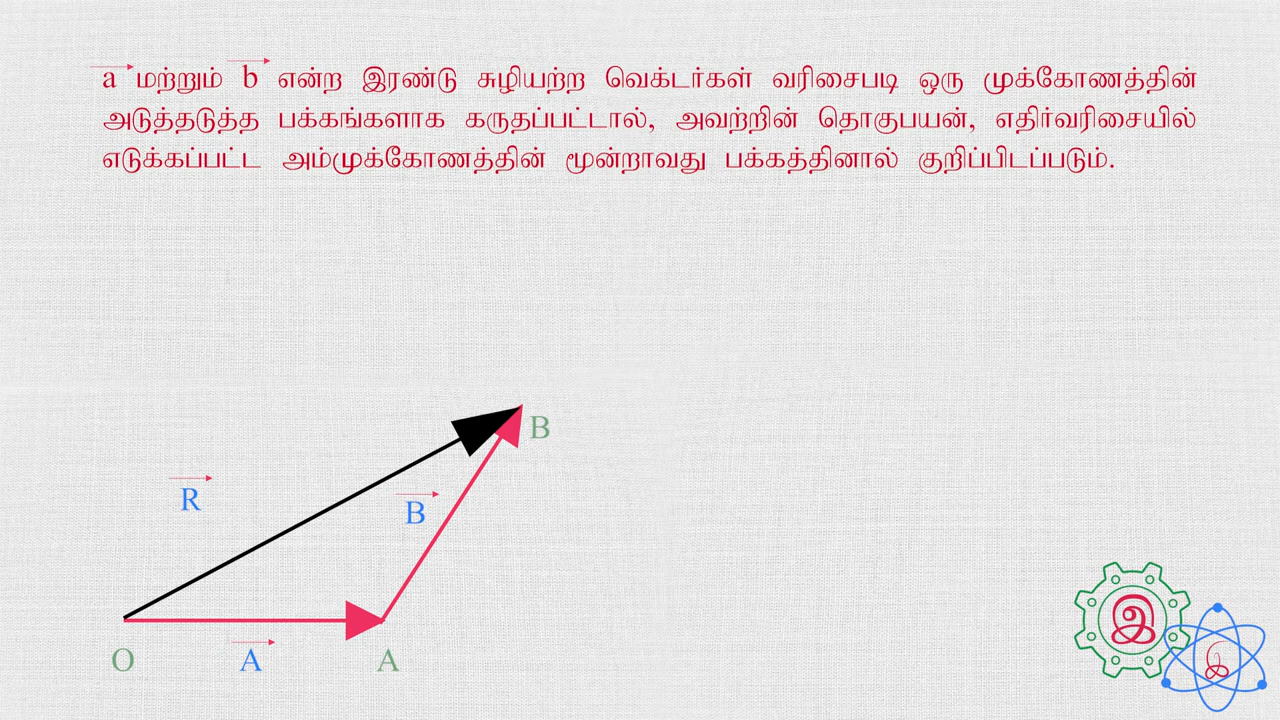 a மற்றும் b என்ற இரண்டு சுழியற்ற வெக்டர்கள் வரிசைபடி ஒரு முக்கோணத்தின்
அடுத்தடுத்த பக்கங்களாக கருதப்பட்டால், அவற்றின் தொகுபயன், எதிர்வரிசையில்
எடுக்கப்பட்ட அம்முக்கோணத்தின் மூன்றாவது பக்கத்தினால் குறிப்பிடப்படும்.
B
R
B
O
A
A
இ
இ